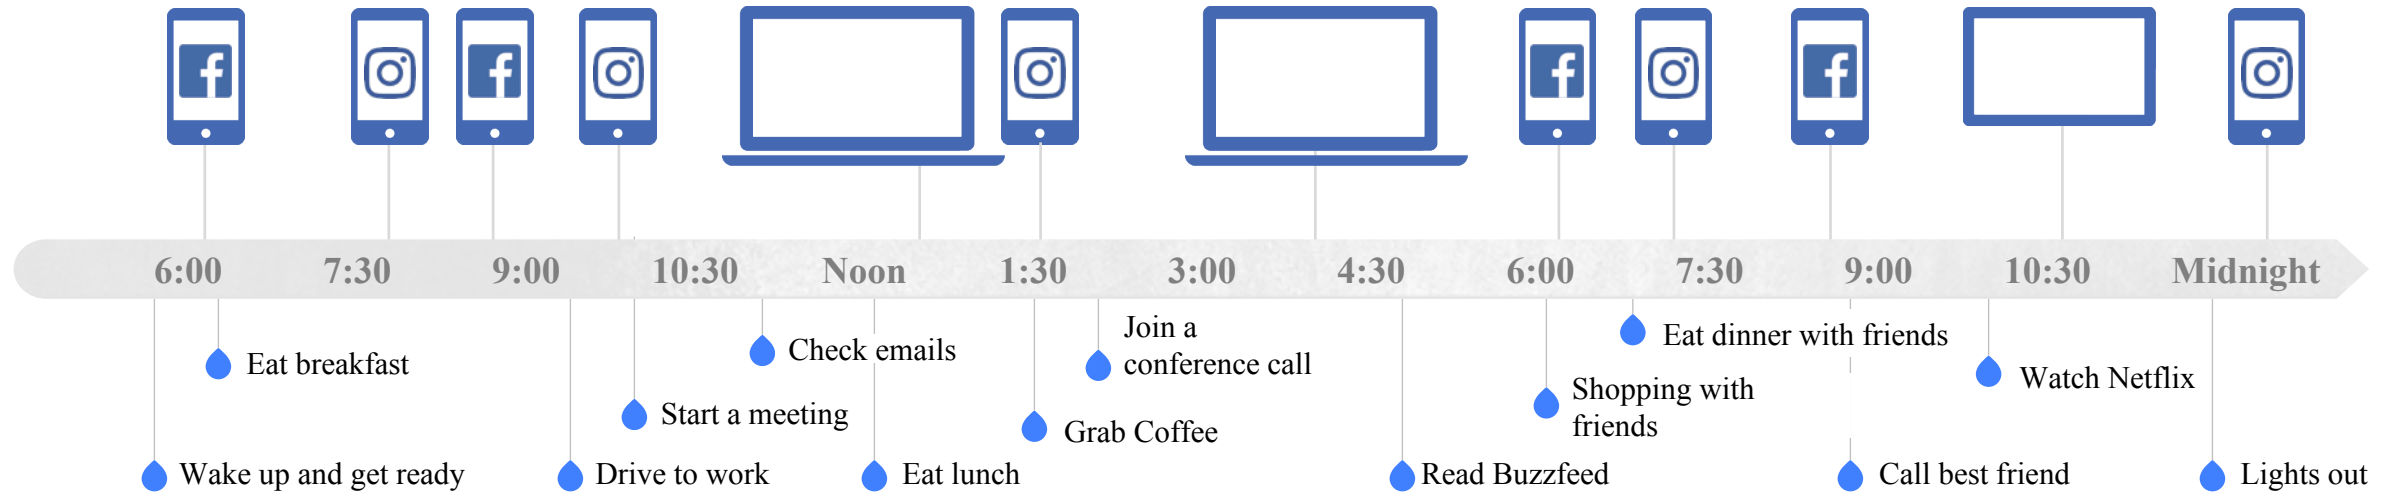 6:00 7:30 9:00 10:30 Noon 1:30 3:00 4:30 6:00 7:30 9:00 10:30 Midnight
Eat breakfast
Wake up and get ready
Drive to work
Start a meeting
Check emails
Eat lunch
Grab Coffee
Join a
conference call
Read Buzzfeed
Shopping with
friends
Eat dinner with friends
Call best friend
Watch Netflix
Lights out